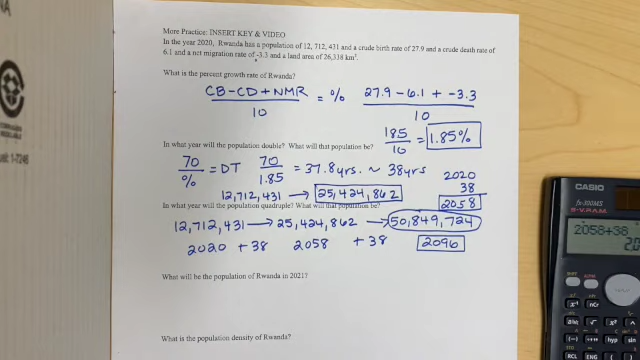 More Practice: INSERT KEY & VIDEO
In the year 2020, Rwanda has a population of 12, 712, 431 and a crude birth rate of 27.9 and a crude death rate of
6.1 and a net migration rate of -3.3 and a land area of 26,338 km².
What is the percent growth rate of Rwanda?
CB-CD+NMR = % 27.9 - 6.1 + -3.3
10 10
185 = 1.85%
10
In what year will the population double? What will that population be?
70 = DT 70 = 37.8yrs. ~ 38yrs 2020
% 1.85 38
12,712,431 → 25,424,862 2058
In what year will the population quadruple? What will that population be?
12,712,431 → 25,424,862 → 50,849,724
2020 + 38 2058 + 38 2096
What will be the population of Rwanda in 2021?
What is the population density of Rwanda?
CASIO
fx-300MS
S-V.P.A.M.
2058+38